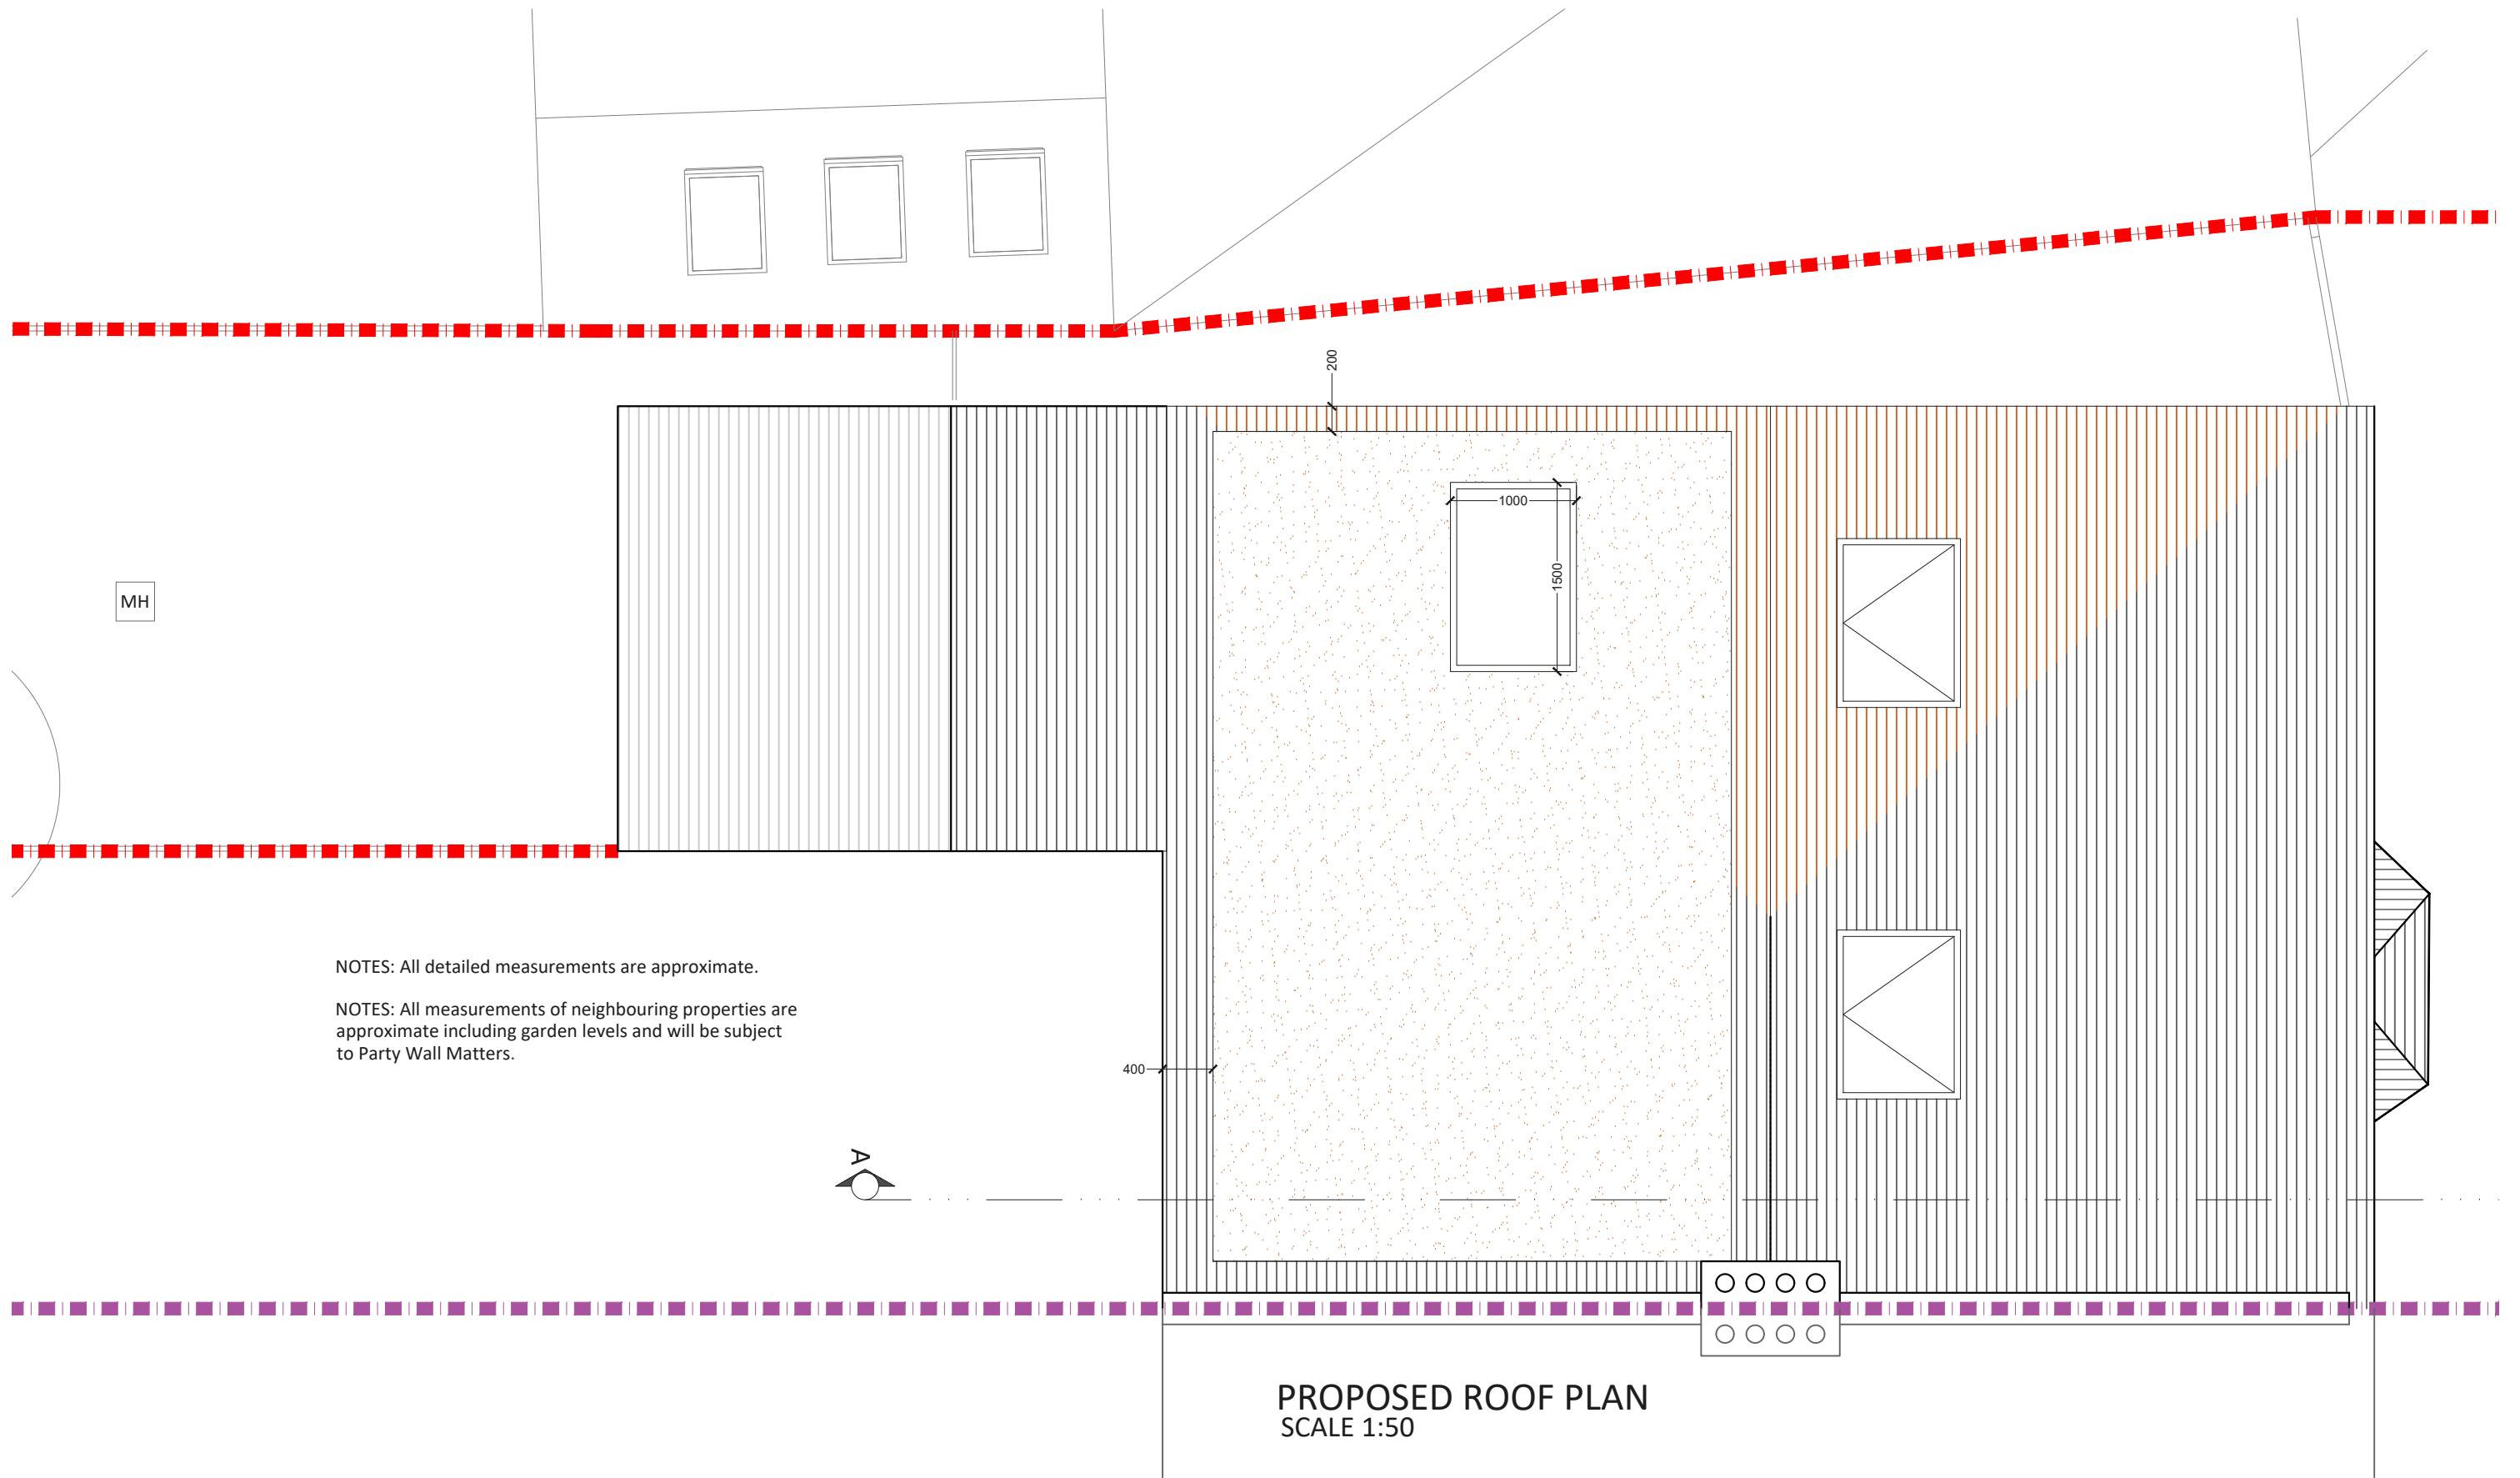 200
1000
1500
MH
NOTES: All detailed measurements are approximate.
NOTES: All measurements of neighbouring properties are
approximate including garden levels and will be subject
to Party Wall Matters.
400
A
PROPOSED ROOF PLAN
SCALE 1:50